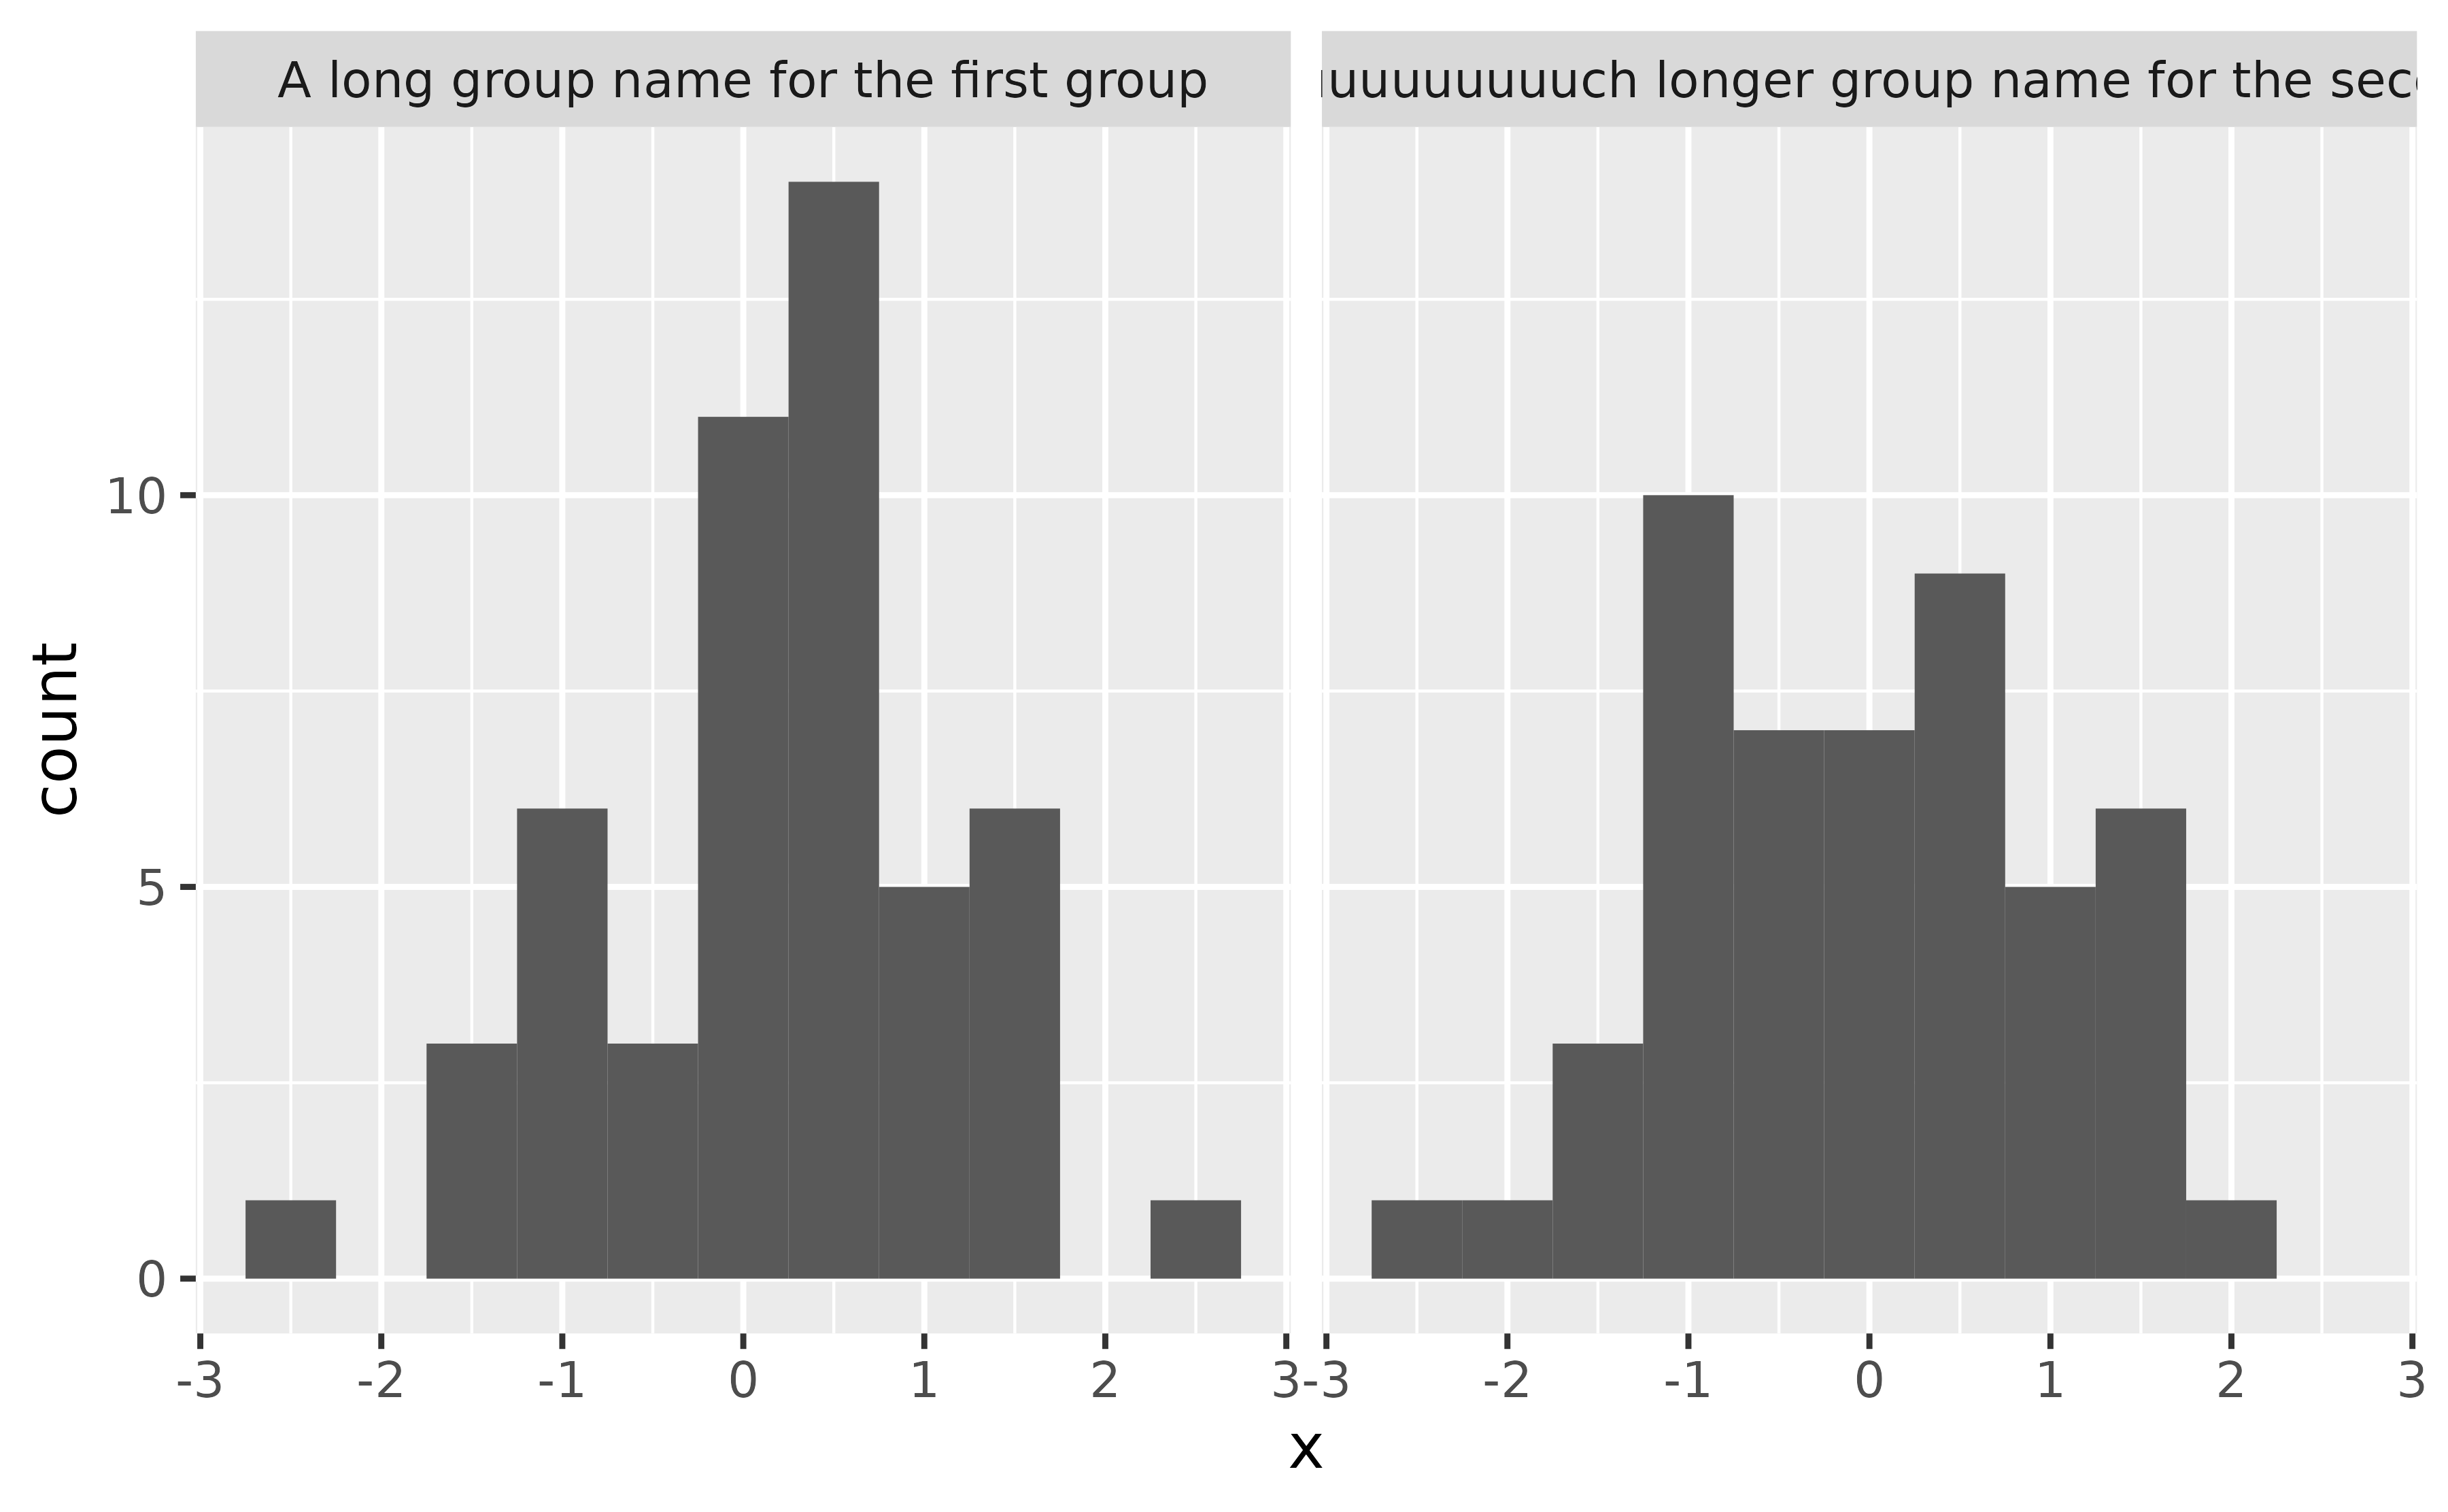 A long group name for the first group
uuuuuuuuch longer group name for the sec
count
10
5
0
-3 -2 -1 0 1 2 3
-3 -2 -1 0 1 2 3
x